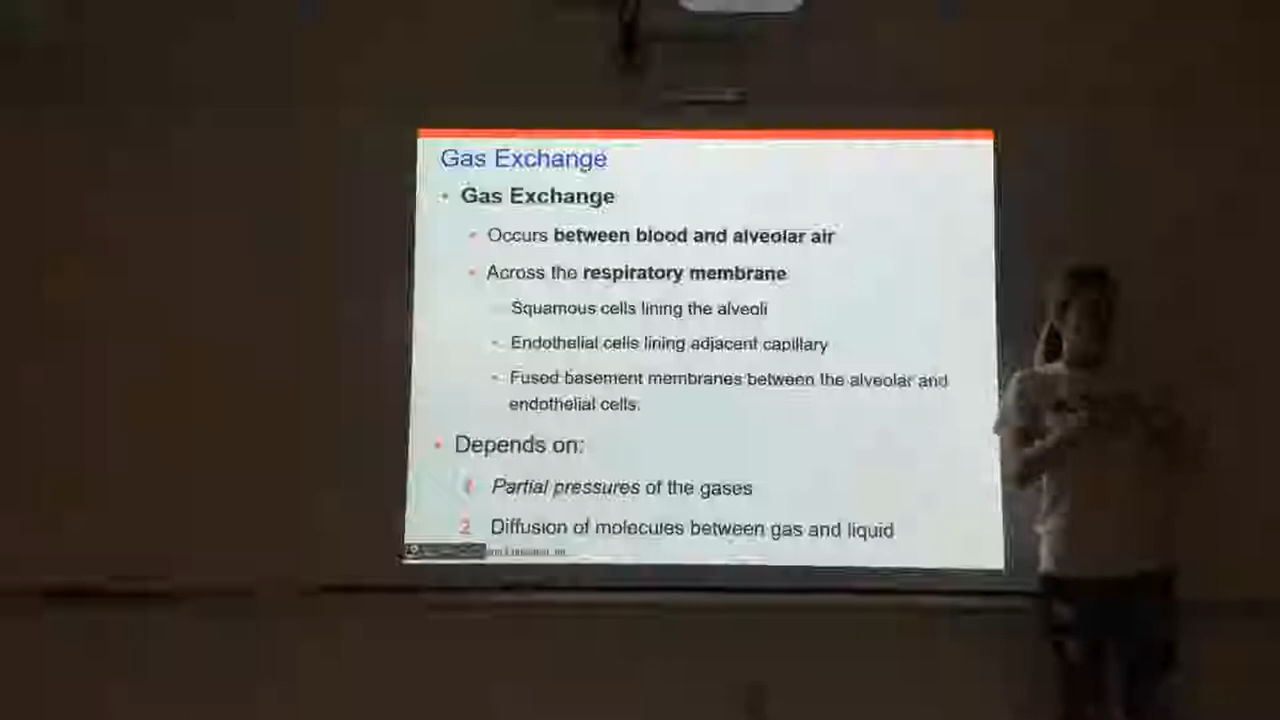 Gas Exchange
• Gas Exchange
• Occurs between blood and alveolar air
• Across the respiratory membrane
Squamous cells lining the alveoli
- Endothelial cells lining adjacent capillary
- Fused basement membranes between the alveolar and
endothelial cells.
• Depends on:
1 Partial pressures of the gases
2 Diffusion of molecules between gas and liquid